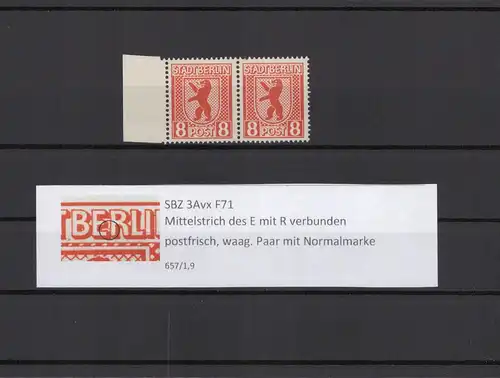 STADT BERLIN STADT BERLIN
8 POST 8 8 POST 8
SBZ 3Avx F71
TBERLI Mittelstrich des E mit R verbunden
postfrisch, waag. Paar mit Normalmarke
657/1,9